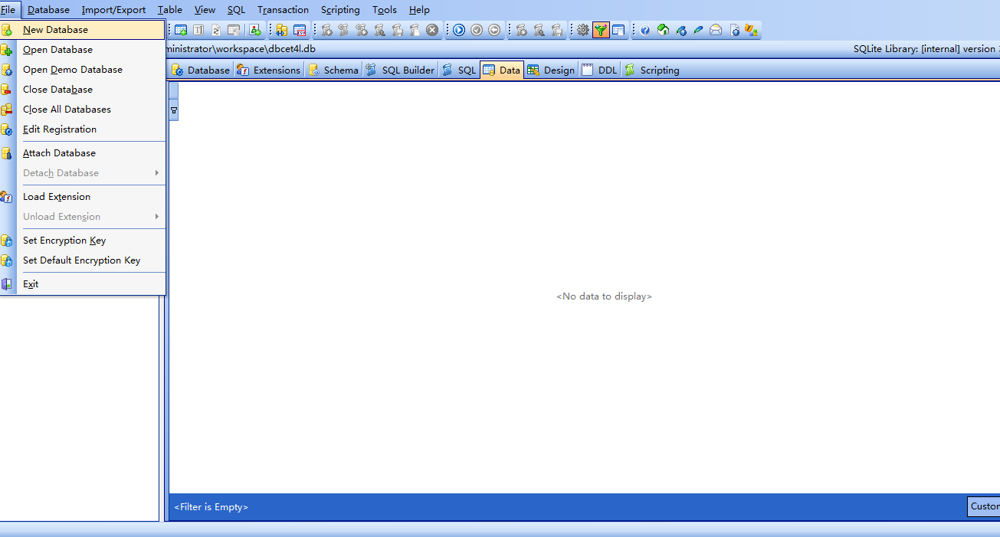 File Database Import/Export Table View SQL Transaction Scripting Tools Help
New Database
Open Database
Open Demo Database
Close Database
Close All Databases
Edit Registration
Attach Database
Detach Database
Load Extension
Unload Extension
Set Encryption Key
Set Default Encryption Key
Exit
ministrator\workspace\dbcet4l.db SQLite Library: [internal] version
Database Extensions Schema SQL Builder SQL Data Design DDL Scripting
<No data to display>
<Filter is Empty> Custor